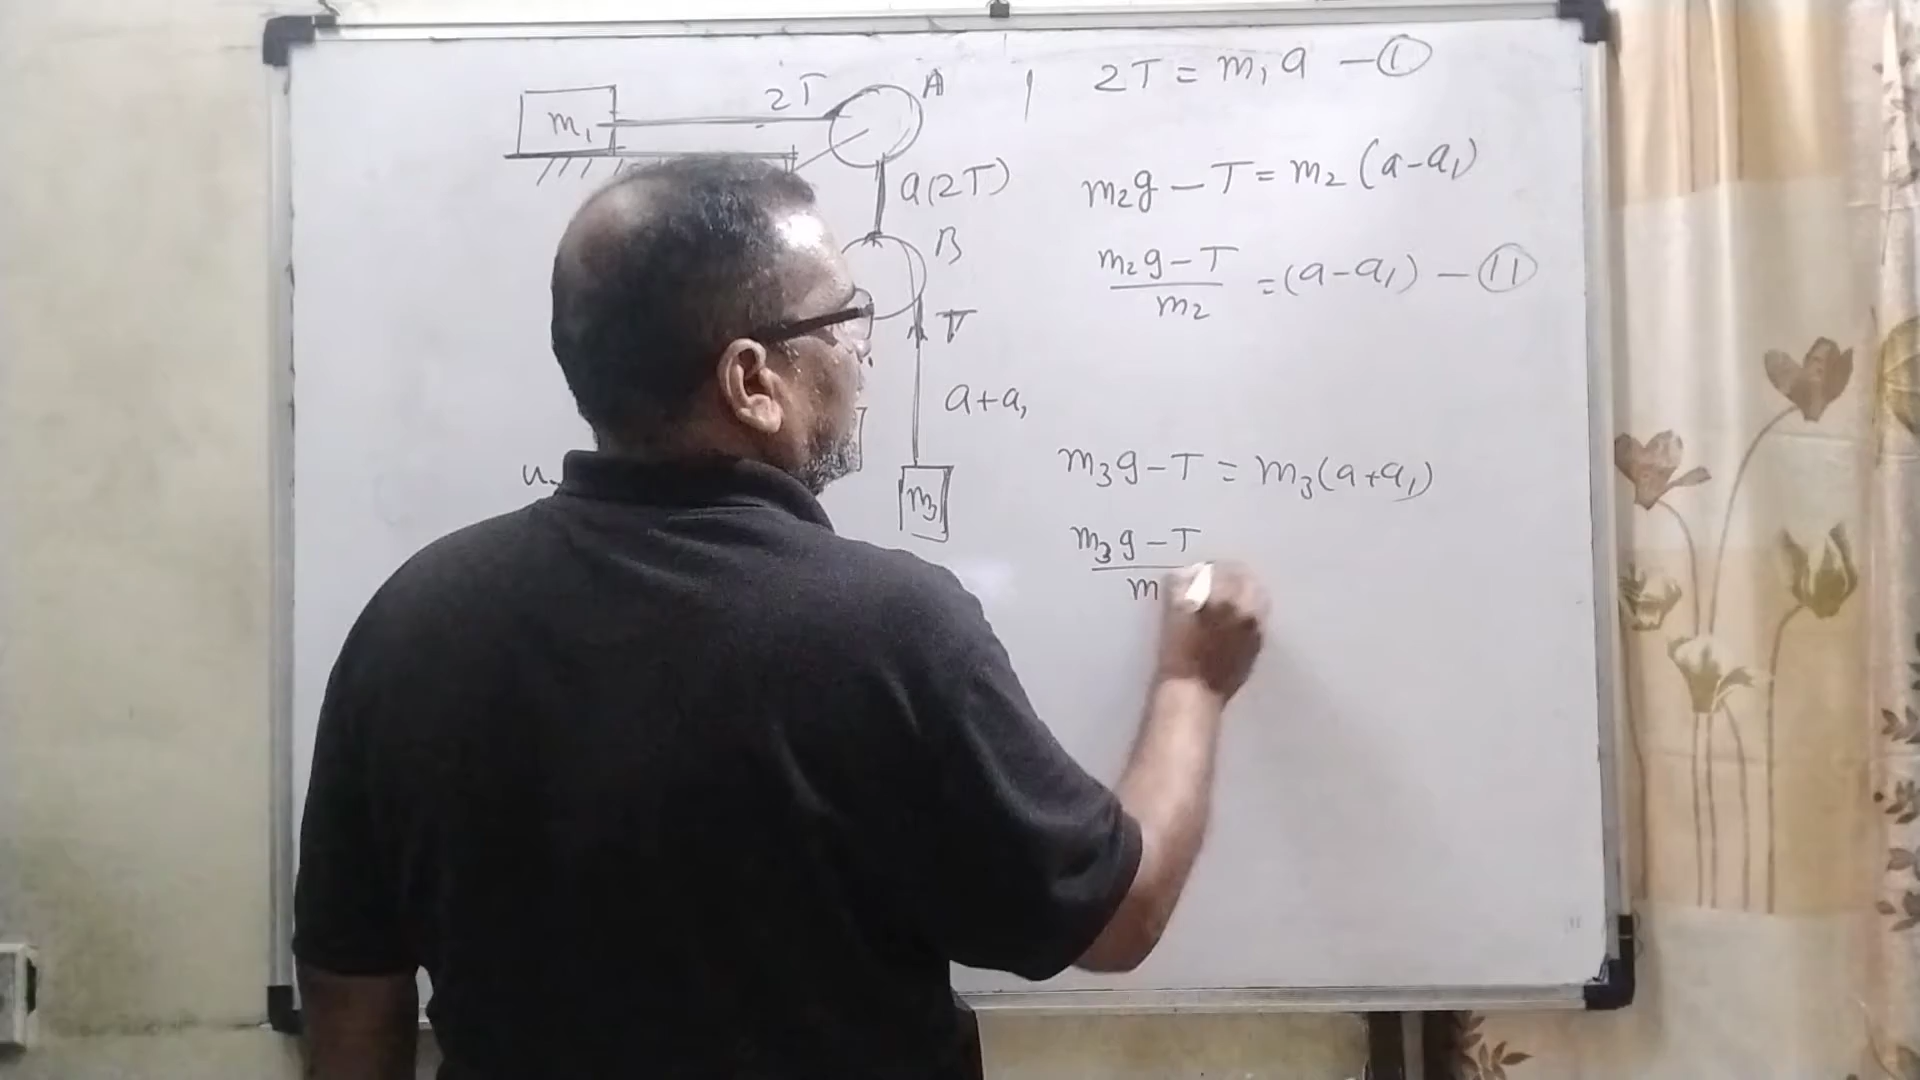 m₁
2T
A
a(2T)
B
T
a+a₁
m₃
| 2T = m₁a —①
m₂g − T = m₂(a−a₁)
m₂g − T
———— = (a−a₁) —⑪
m₂
m₃g − T = m₃(a+a₁)
m₃g − T
————
m